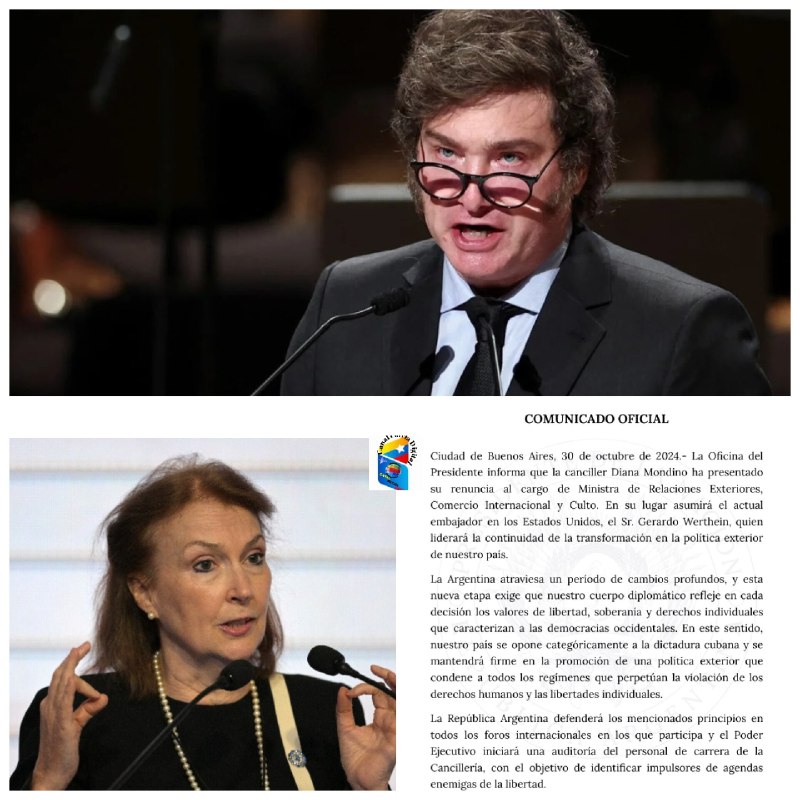 COMUNICADO OFICIAL
Ciudad de Buenos Aires, 30 de octubre de 2024.- La Oficina del
Presidente informa que la canciller Diana Mondino ha presentado
su renuncia al cargo de Ministra de Relaciones Exteriores,
Comercio Internacional y Culto. En su lugar asumirá el actual
embajador en los Estados Unidos, el Sr. Gerardo Werthein, quien
liderará la continuidad de la transformación en la política exterior
de nuestro país.
La Argentina atraviesa un período de cambios profundos, y esta
nueva etapa exige que nuestro cuerpo diplomático refleje en cada
decisión los valores de libertad, soberanía y derechos individuales
que caracterizan a las democracias occidentales. En este sentido,
nuestro país se opone categóricamente a la dictadura cubana y se
mantendrá firme en la promoción de una política exterior que
condene a todos los regímenes que perpetúan la violación de los
derechos humanos y las libertades individuales.
La República Argentina defenderá los mencionados principios en
todos los foros internacionales en los que participa y el Poder
Ejecutivo iniciará una auditoría del personal de carrera de la
Cancillería, con el objetivo de identificar impulsores de agendas
enemigas de la libertad.